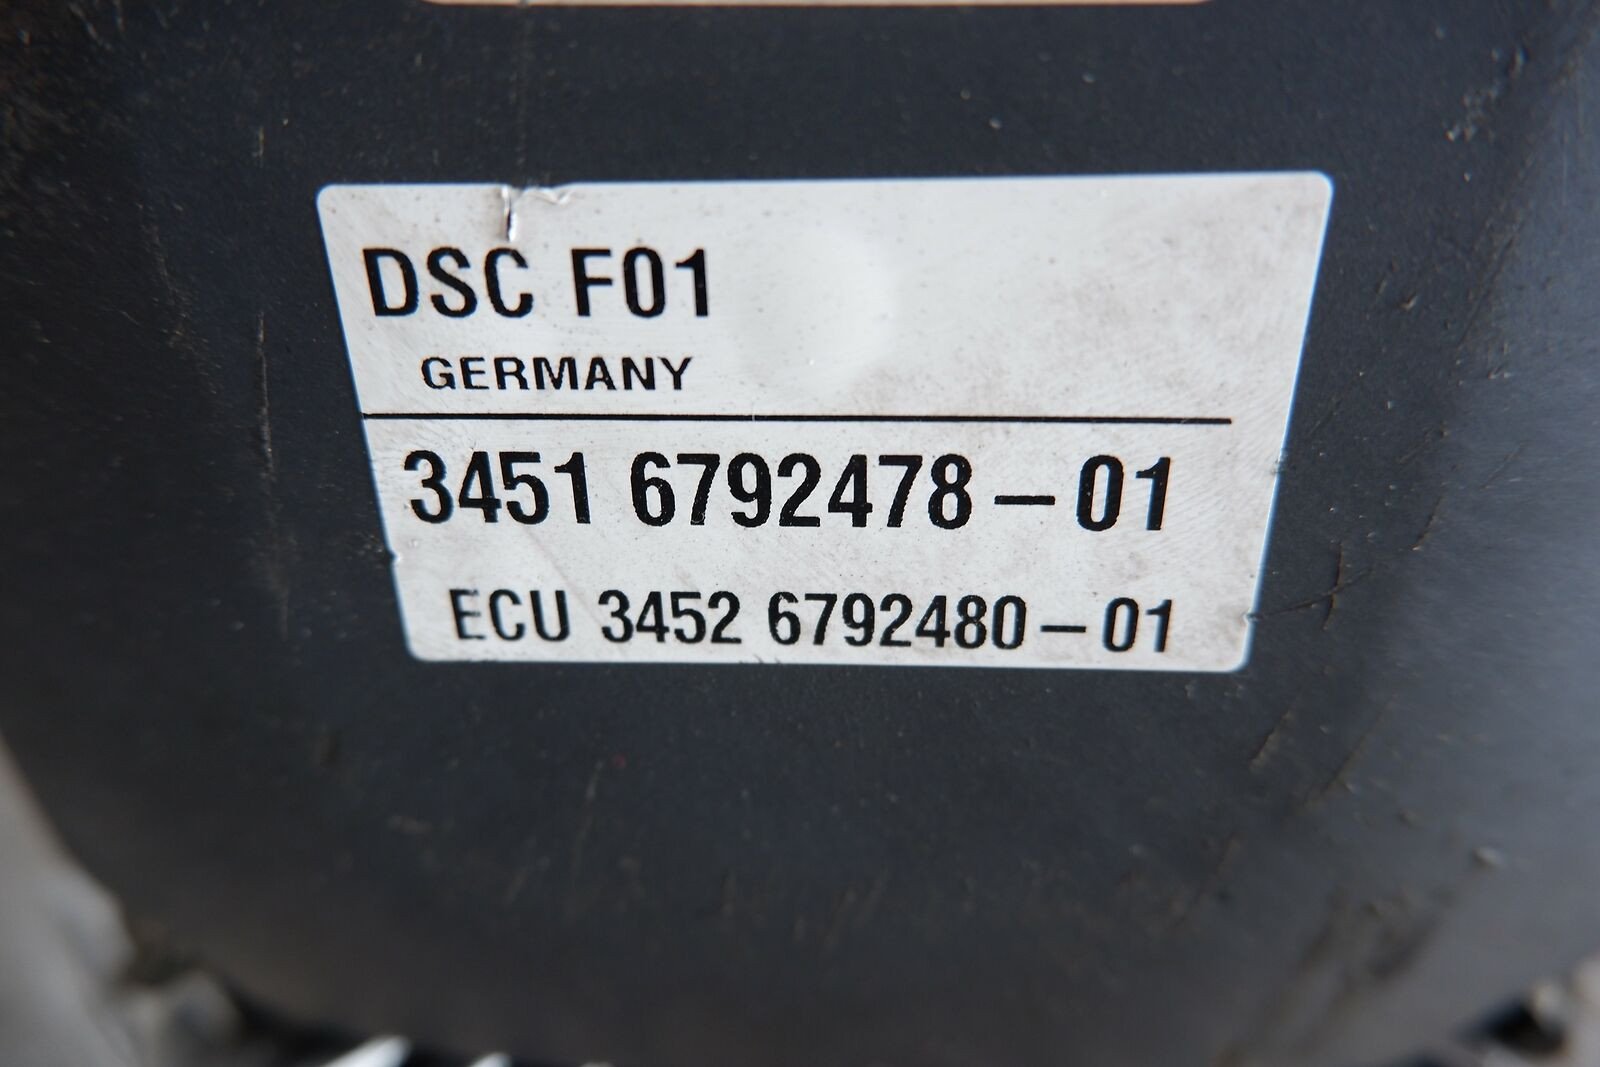 DSC F01
GERMANY
3451 6792478-01
ECU 3452 6792480-01